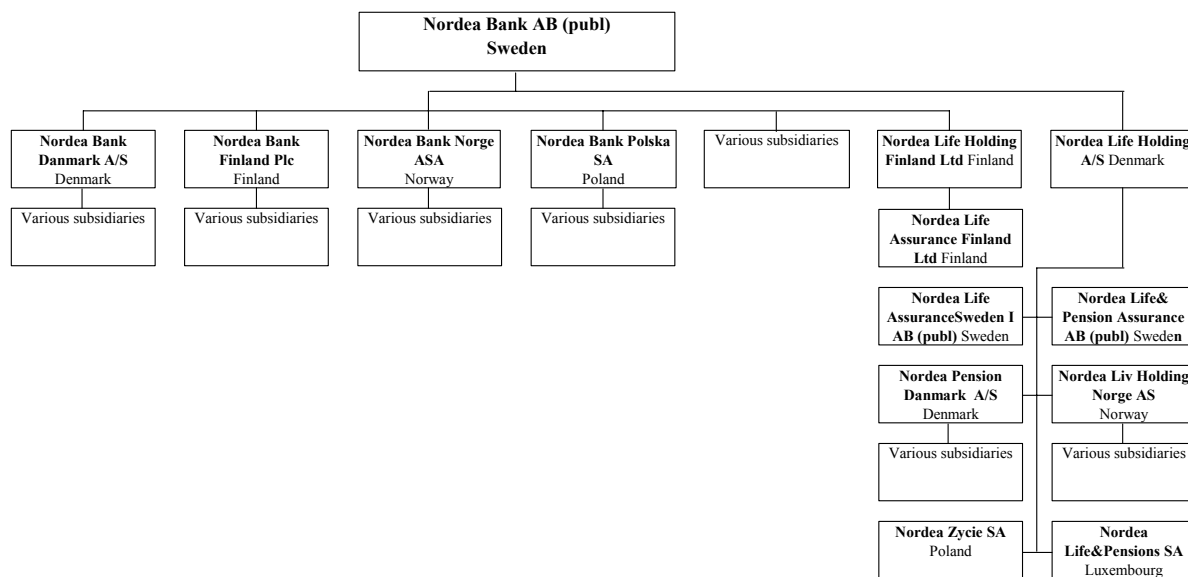 Nordea Bank AB (publ)
Sweden
Nordea Bank
Danmark A/S
Denmark
Nordea Bank
Finland Plc
Finland
Nordea Bank Norge
ASA
Norway
Nordea Bank Polska
SA
Poland
Various subsidiaries
Nordea Life Holding
Finland Ltd Finland
Nordea Life Holding
A/S Denmark
Various subsidiaries
Various subsidiaries
Various subsidiaries
Various subsidiaries
Nordea Life
Assurance Finland
Ltd Finland
Nordea Life
AssuranceSweden I
AB (publ) Sweden
Nordea Life&
Pension Assurance
AB (publ) Sweden
Nordea Pension
Danmark A/S
Denmark
Nordea Liv Holding
Norge AS
Norway
Various subsidiaries
Various subsidiaries
Nordea Zycie SA
Poland
Nordea
Life&Pensions SA
Luxembourg